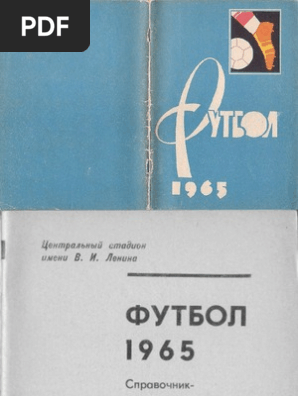 PDF
ФУТБОЛ
1965
Центральный стадион
имени В. И. Ленина
ФУТБОЛ
1965
Справочник-